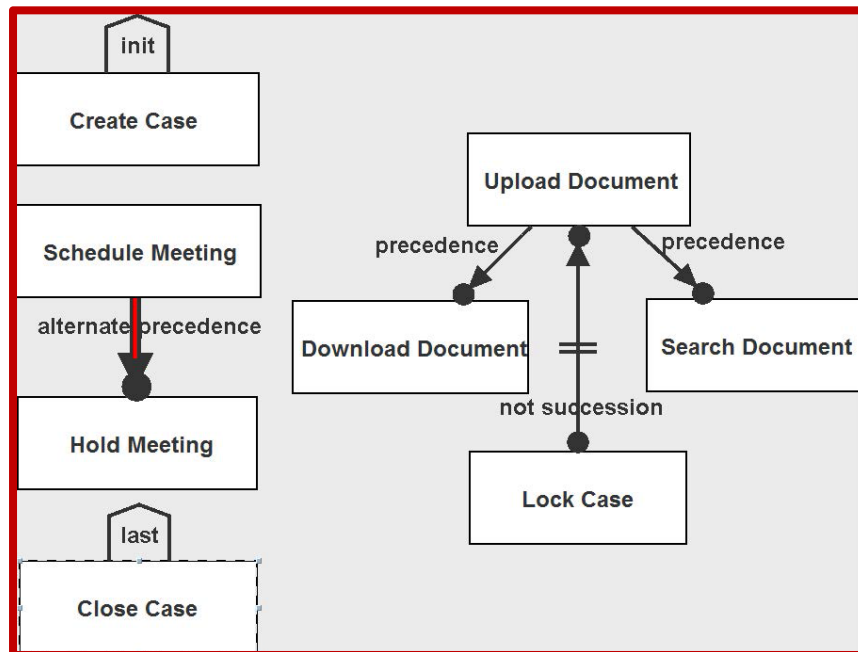 init
Create Case
Upload Document
Schedule Meeting
precedence
precedence
alternate precedence
Download Document
Search Document
not succession
Hold Meeting
Lock Case
last
Close Case